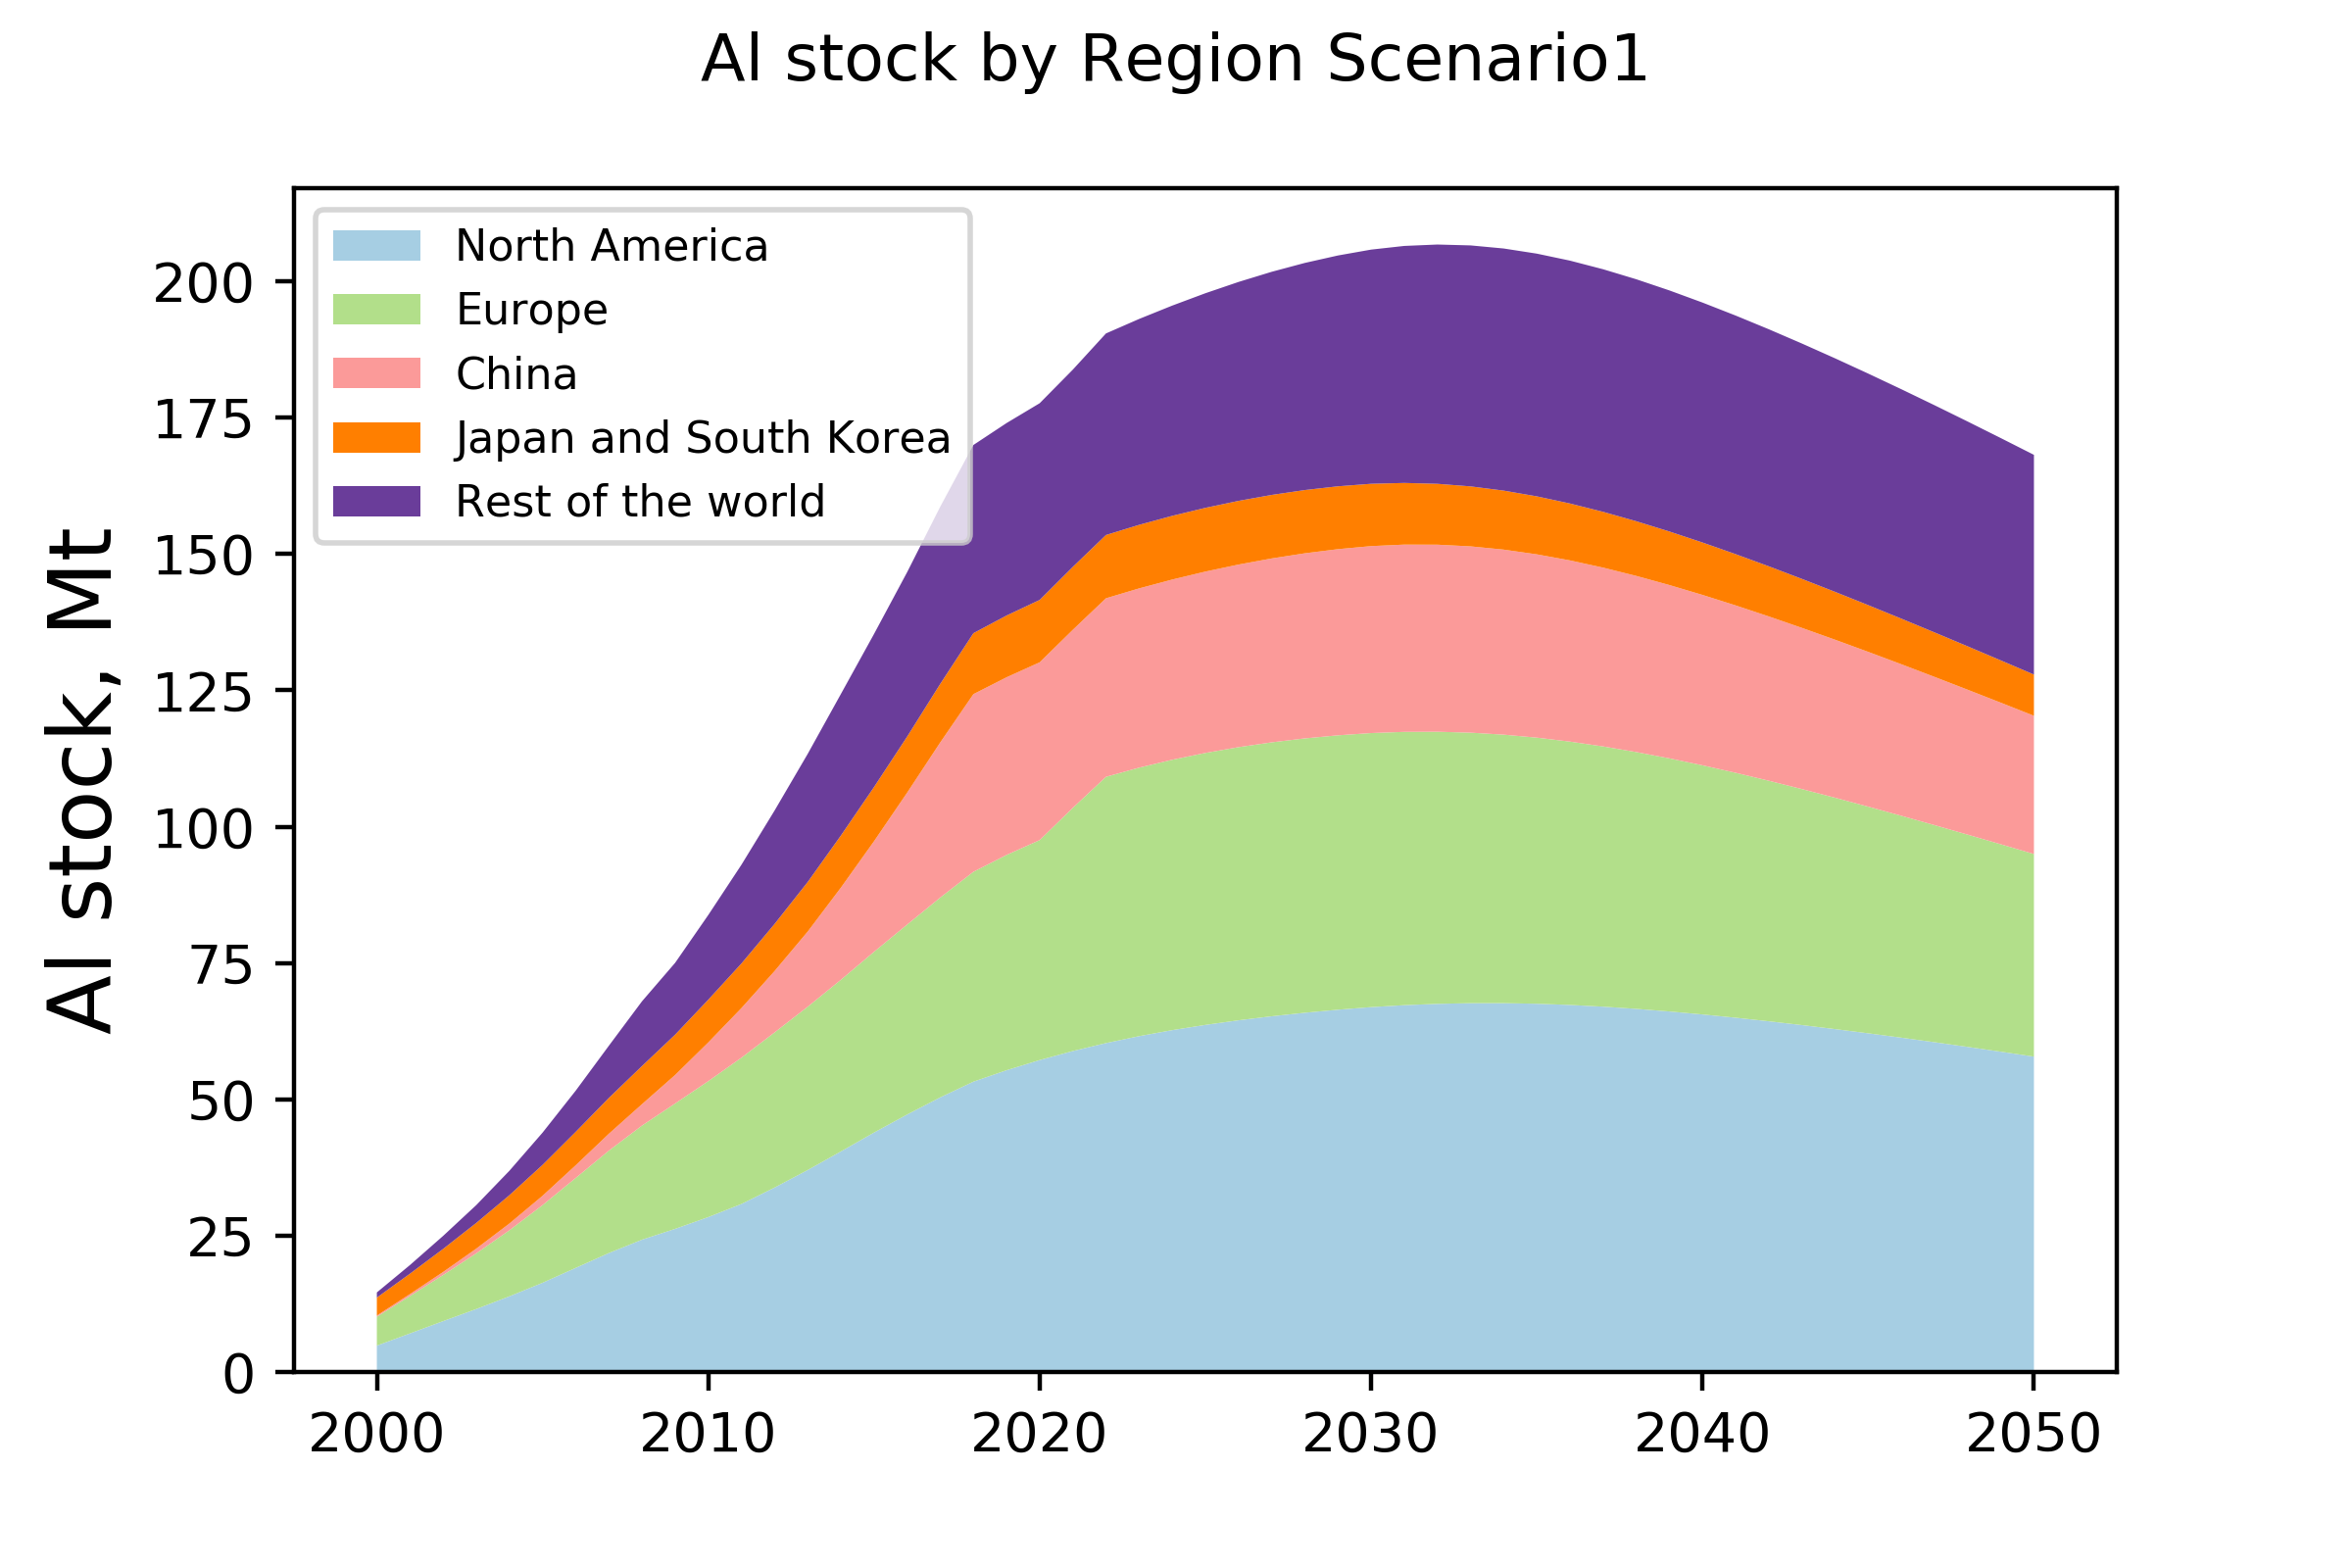 Al stock by Region Scenario1
North America
Europe
China
Japan and South Korea
Rest of the world
Al stock, Mt
200
175
150
125
100
75
50
25
0
2000 2010 2020 2030 2040 2050